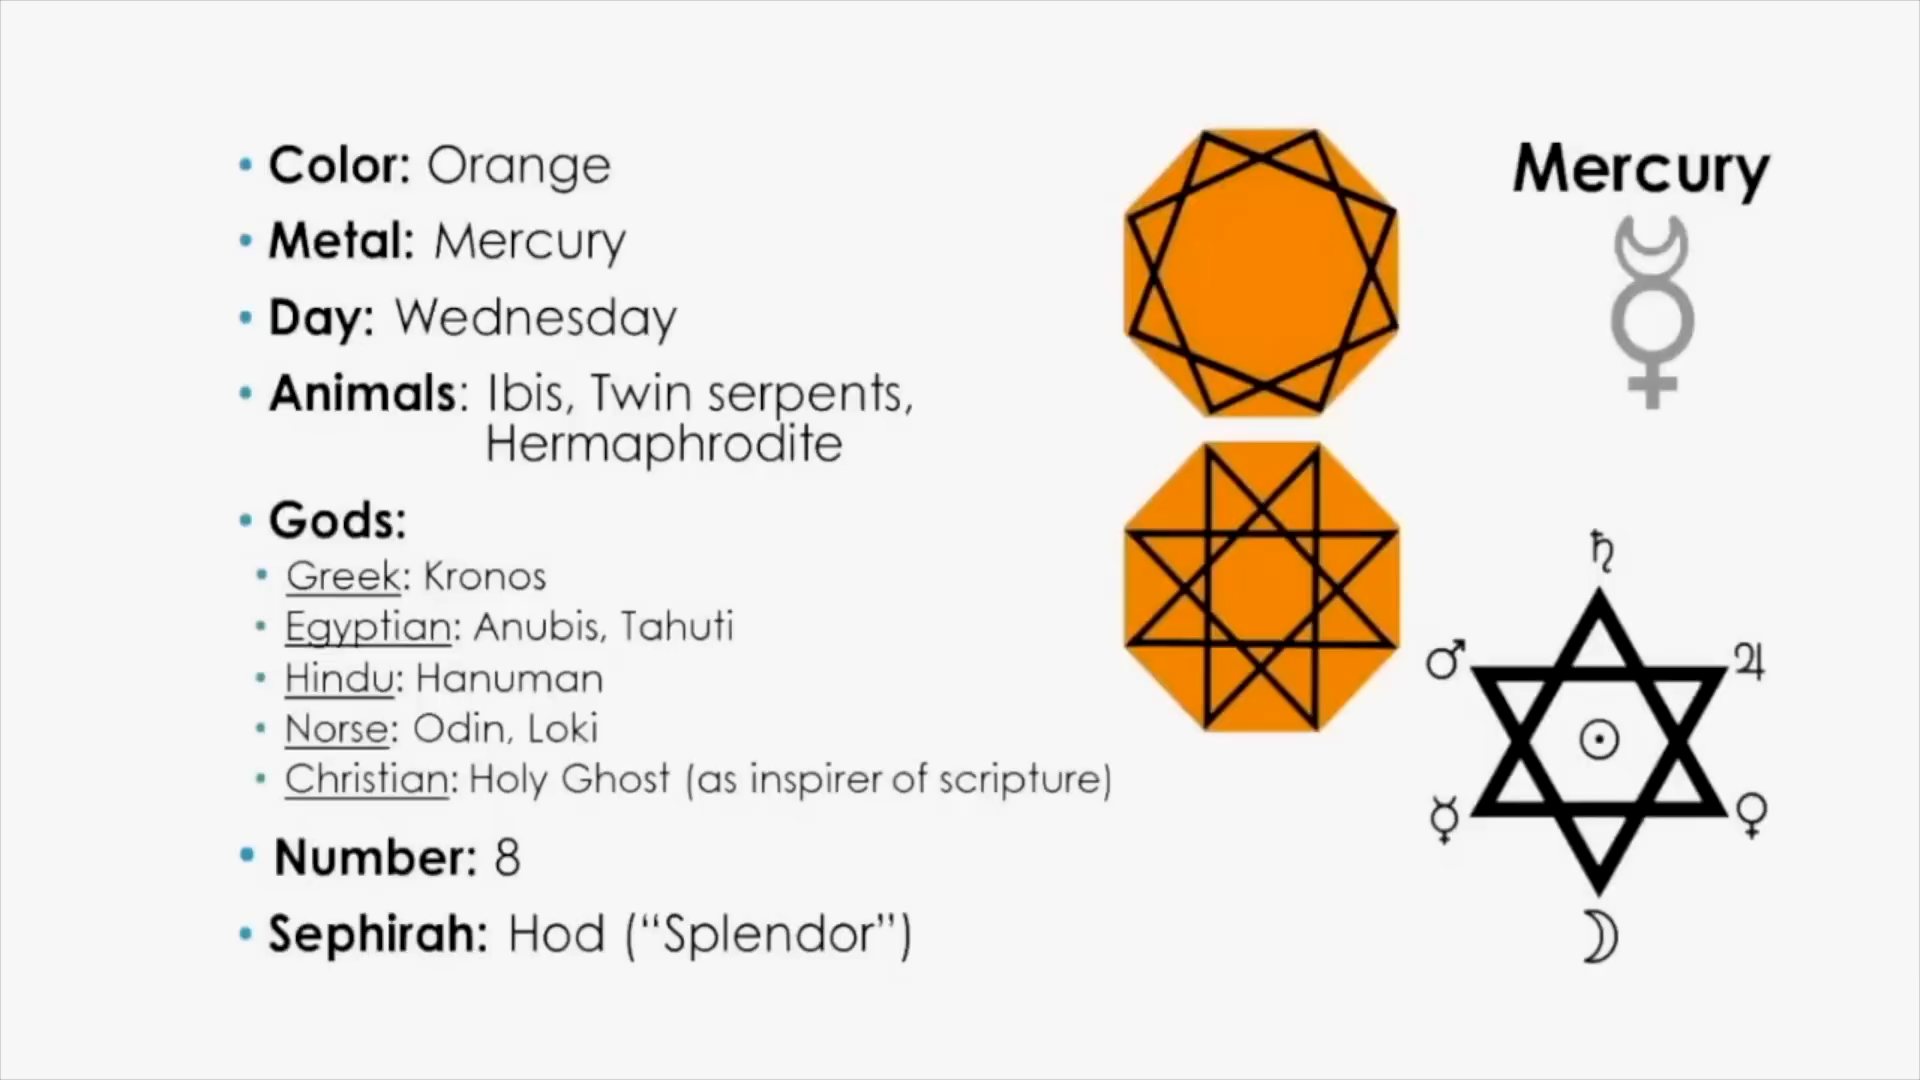 • Color: Orange
• Metal: Mercury
• Day: Wednesday
• Animals: Ibis, Twin serpents,
Hermaphrodite
• Gods:
• Greek: Kronos
• Egyptian: Anubis, Tahuti
• Hindu: Hanuman
• Norse: Odin, Loki
• Christian: Holy Ghost (as inspirer of scripture)
• Number: 8
• Sephirah: Hod (“Splendor”)
Mercury
☿
♄
♂ ♃
☉
☿ ♀
☽